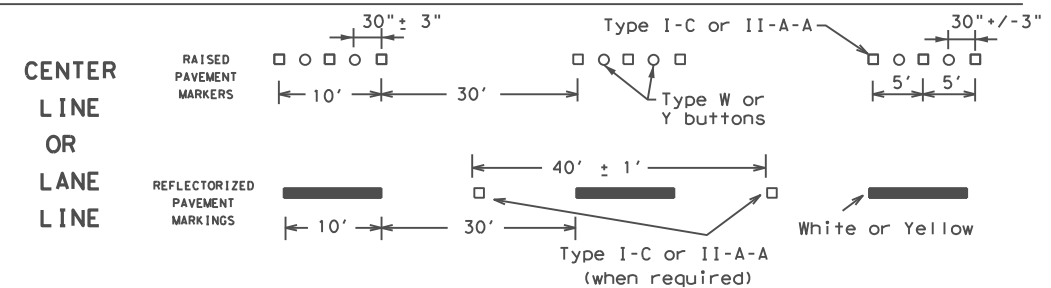 CENTER
LINE
OR
LANE
LINE
RAISED
PAVEMENT
MARKERS
30"± 3"
10'
30'
Type W or
Y buttons
Type I-C or II-A-A
30"+/-3"
5'
5'
REFLECTORIZED
PAVEMENT
MARKINGS
10'
30'
40' ± 1'
Type I-C or II-A-A
(when required)
White or Yellow